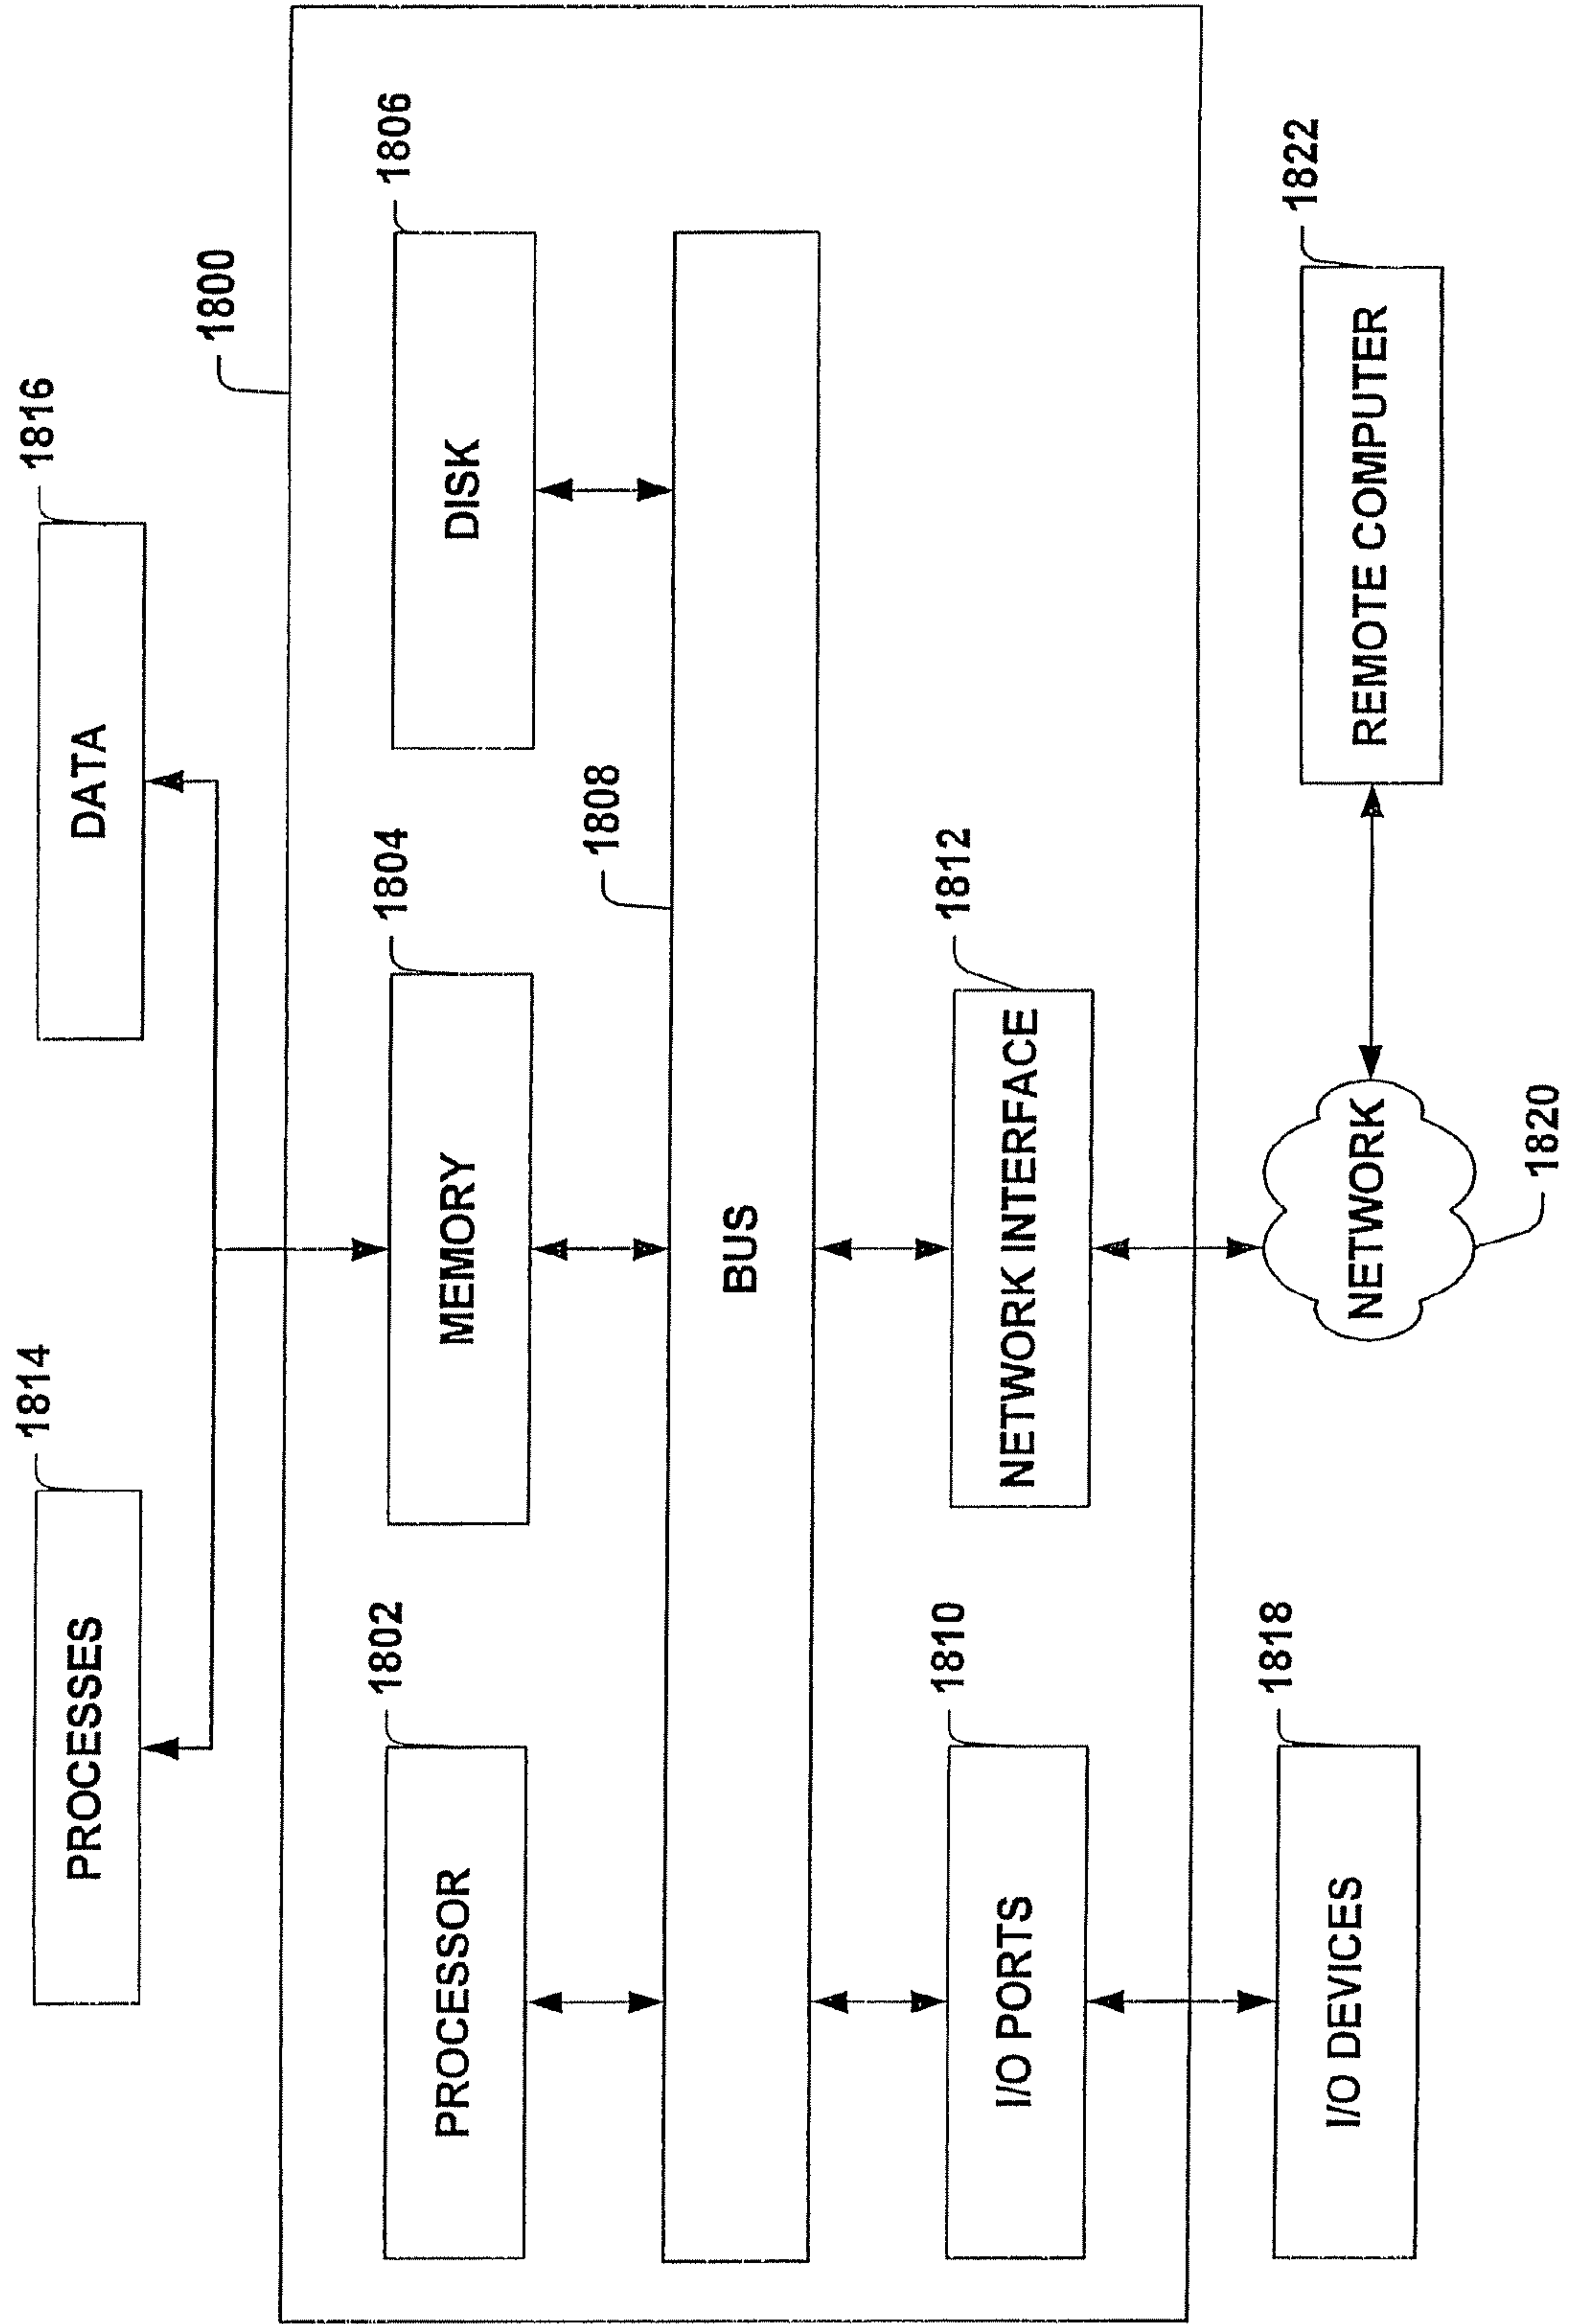 1814
PROCESSES
1816
DATA
1800
1802
PROCESSOR
1804
MEMORY
1806
DISK
1808
BUS
1810
I/O PORTS
1812
NETWORK INTERFACE
1818
I/O DEVICES
NETWORK
1820
1822
REMOTE COMPUTER